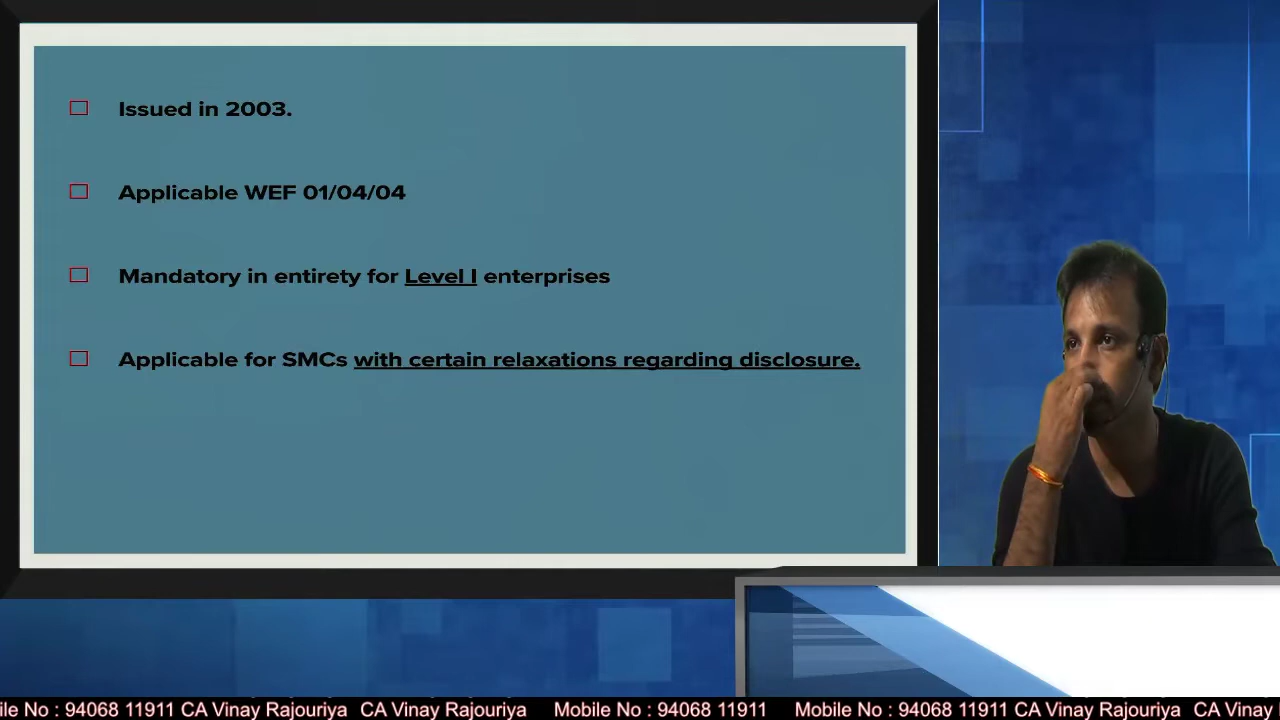 Issued in 2003.
Applicable WEF 01/04/04
Mandatory in entirety for Level I enterprises
Applicable for SMCs with certain relaxations regarding disclosure.
ile No : 94068 11911 CA Vinay Rajouriya CA Vinay Rajouriya Mobile No : 94068 11911 Mobile No : 94068 11911 CA Vinay Rajouriya CA Vinay